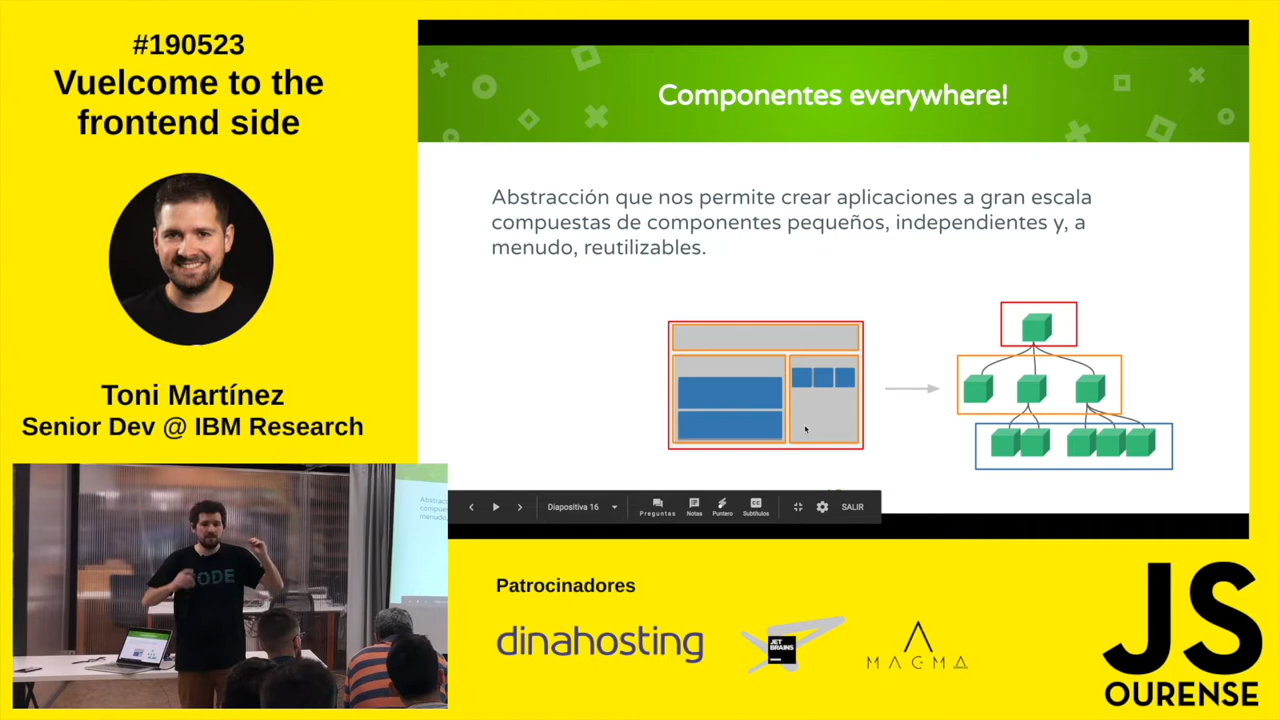 #190523
Vuelcome to the
frontend side
Toni Martínez
Senior Dev @ IBM Research
Componentes everywhere!
Abstracción que nos permite crear aplicaciones a gran escala
compuestas de componentes pequeños, independientes y, a
menudo, reutilizables.
Diapositiva 16
Preguntas
Notas
Puntero
Subtítulos
SALIR
Patrocinadores
dinahosting
JET
BRAINS
MAGMA
JS
OURENSE